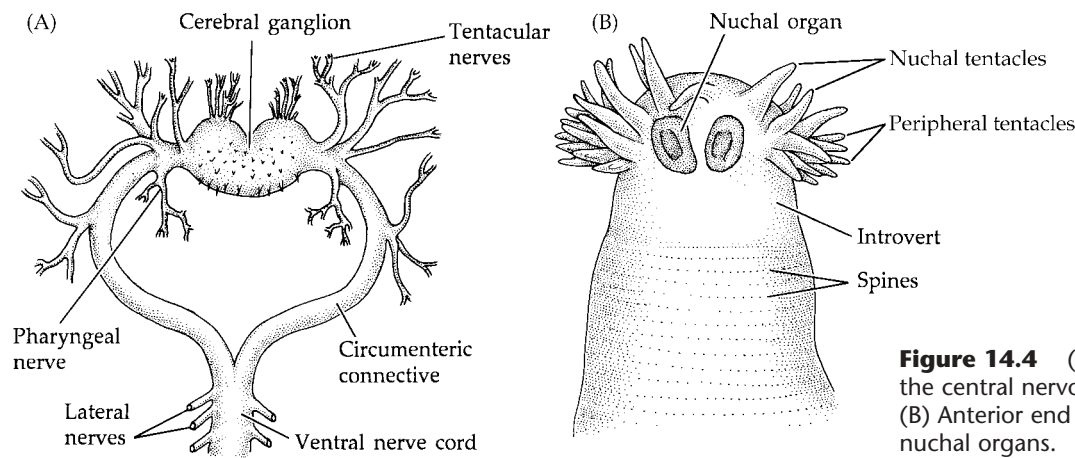 (A)
Cerebral ganglion
Tentacular
nerves
Pharyngeal
nerve
Lateral
nerves
Circumenteric
connective
Ventral nerve cord
(B)
Nuchal organ
Nuchal tentacles
Peripheral tentacles
Introvert
Spines
Figure 14.4 (
the central nervo
(B) Anterior end
nuchal organs.